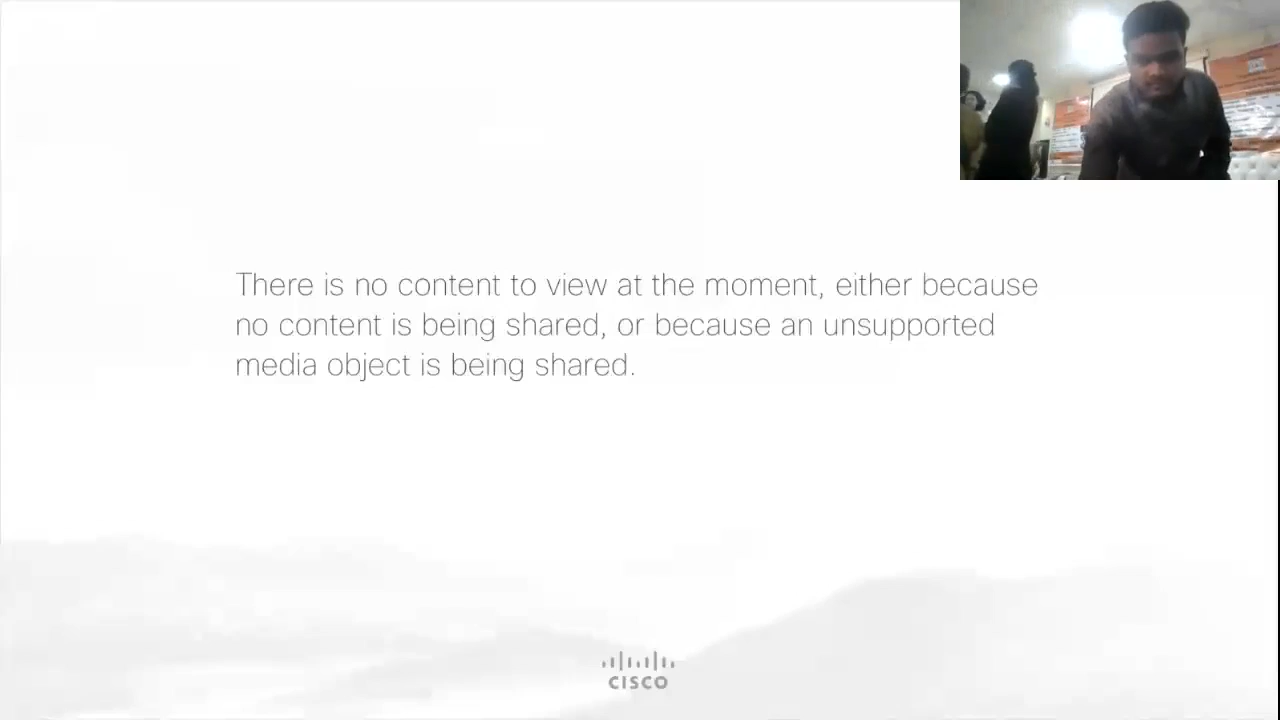 There is no content to view at the moment, either because
no content is being shared, or because an unsupported
media object is being shared.
CISCO